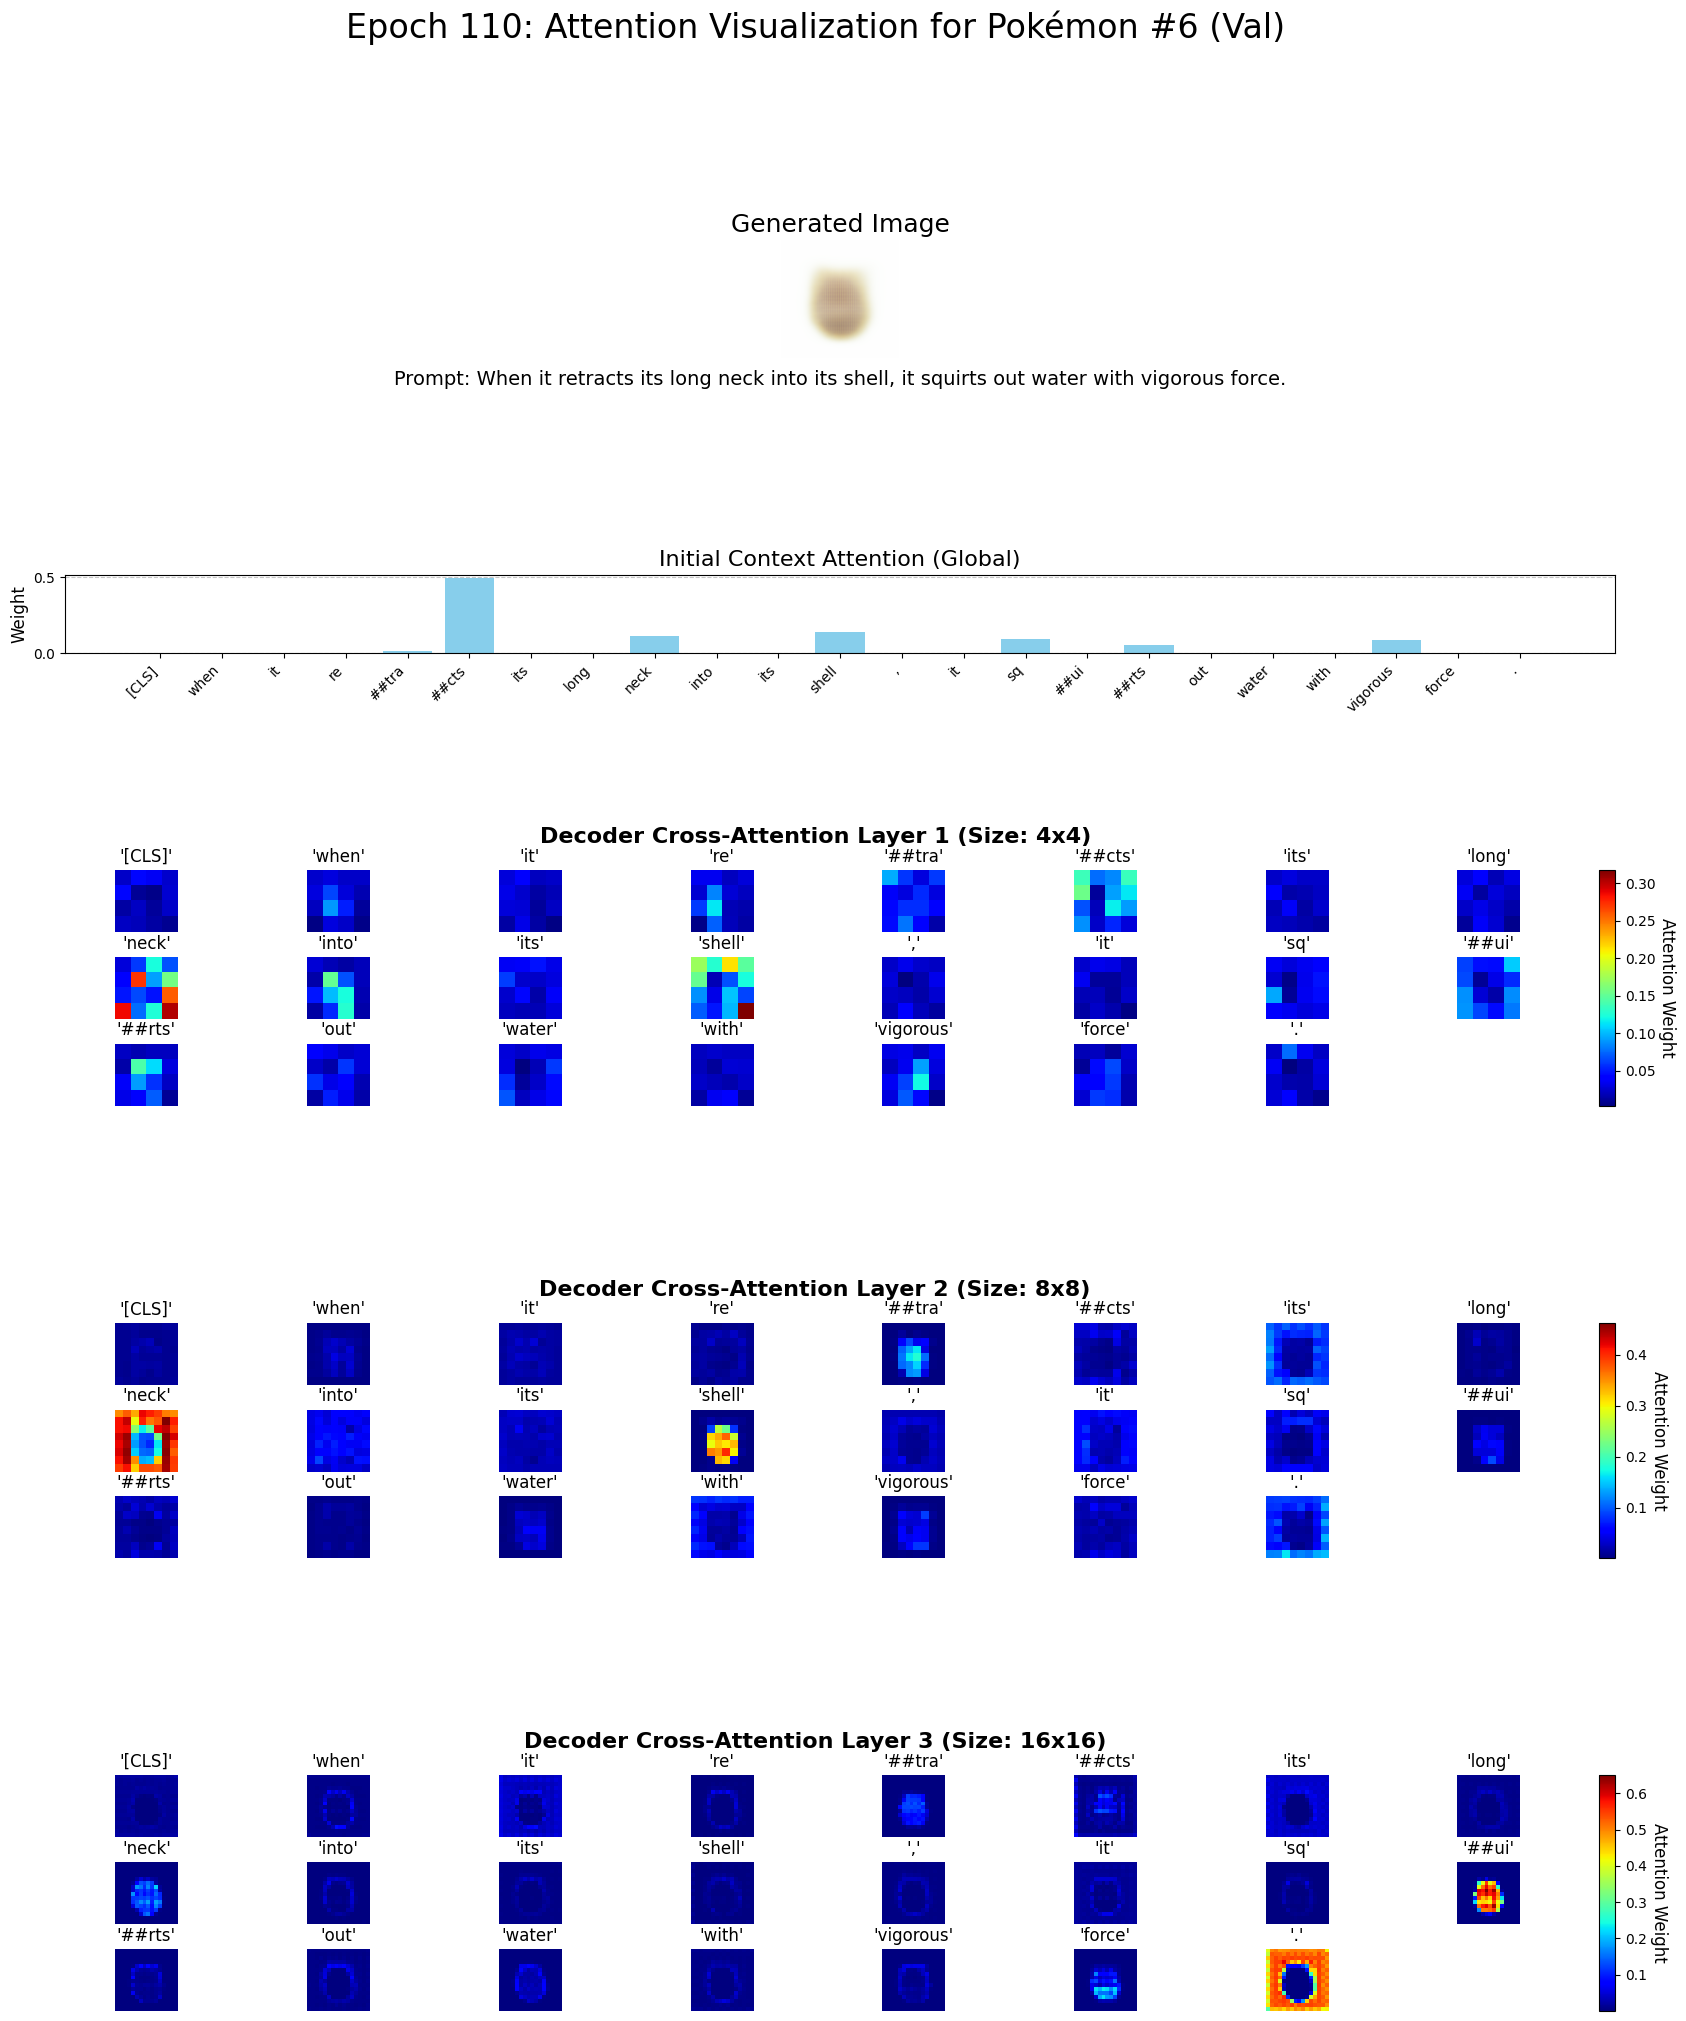 Epoch 110: Attention Visualization for Pokémon #6 (Val)
Generated Image
Prompt: When it retracts its long neck into its shell, it squirts out water with vigorous force.
Initial Context Attention (Global)
Weight
0.5
0.0
[CLS] when it re ##tra ##cts its long neck into its shell , it sq ##ui ##rts out water with vigorous force .
Decoder Cross-Attention Layer 1 (Size: 4x4)
'[CLS]' 'when' 'it' 're' '##tra' '##cts' 'its' 'long'
'neck' 'into' 'its' 'shell' ',' 'it' 'sq' '##ui'
'##rts' 'out' 'water' 'with' 'vigorous' 'force' '.'
0.30
0.25
0.20
0.15
0.10
0.05
Attention Weight
Decoder Cross-Attention Layer 2 (Size: 8x8)
'[CLS]' 'when' 'it' 're' '##tra' '##cts' 'its' 'long'
'neck' 'into' 'its' 'shell' ',' 'it' 'sq' '##ui'
'##rts' 'out' 'water' 'with' 'vigorous' 'force' '.'
0.4
0.3
0.2
0.1
Attention Weight
Decoder Cross-Attention Layer 3 (Size: 16x16)
'[CLS]' 'when' 'it' 're' '##tra' '##cts' 'its' 'long'
'neck' 'into' 'its' 'shell' ',' 'it' 'sq' '##ui'
'##rts' 'out' 'water' 'with' 'vigorous' 'force' '.'
0.6
0.5
0.4
0.3
0.2
0.1
Attention Weight